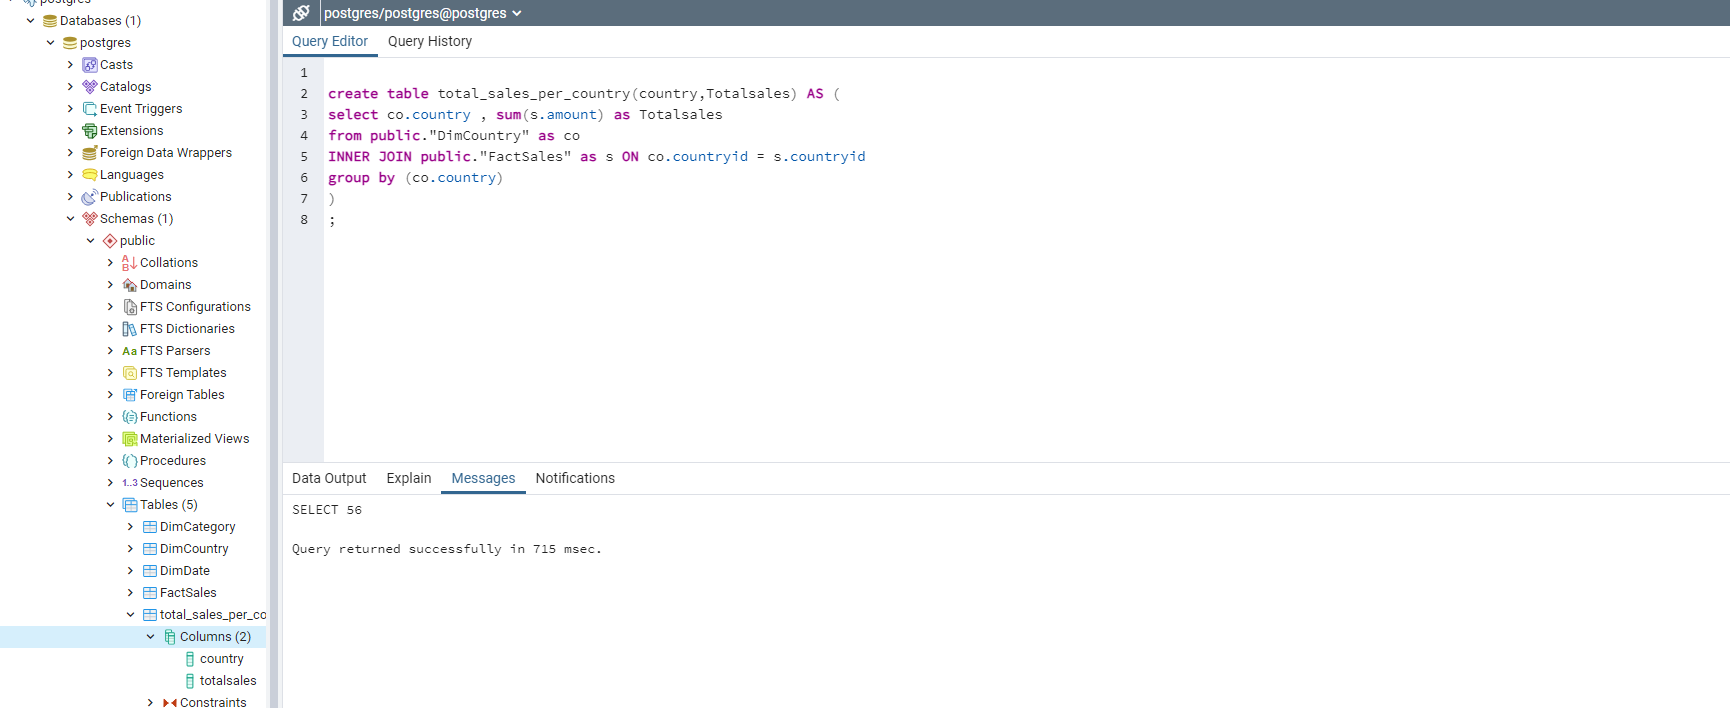 postgres
Databases (1)
postgres
Casts
Catalogs
Event Triggers
Extensions
Foreign Data Wrappers
Languages
Publications
Schemas (1)
public
Collations
Domains
FTS Configurations
FTS Dictionaries
Aa FTS Parsers
FTS Templates
Foreign Tables
Functions
Materialized Views
Procedures
1..3 Sequences
Tables (5)
DimCategory
DimCountry
DimDate
FactSales
total_sales_per_co
Columns (2)
country
totalsales
Constraints
postgres/postgres@postgres
Query Editor Query History
1
2 create table total_sales_per_country(country,Totalsales) AS (
3 select co.country , sum(s.amount) as Totalsales
4 from public."DimCountry" as co
5 INNER JOIN public."FactSales" as s ON co.countryid = s.countryid
6 group by (co.country)
7 )
8 ;
Data Output Explain Messages Notifications
SELECT 56
Query returned successfully in 715 msec.